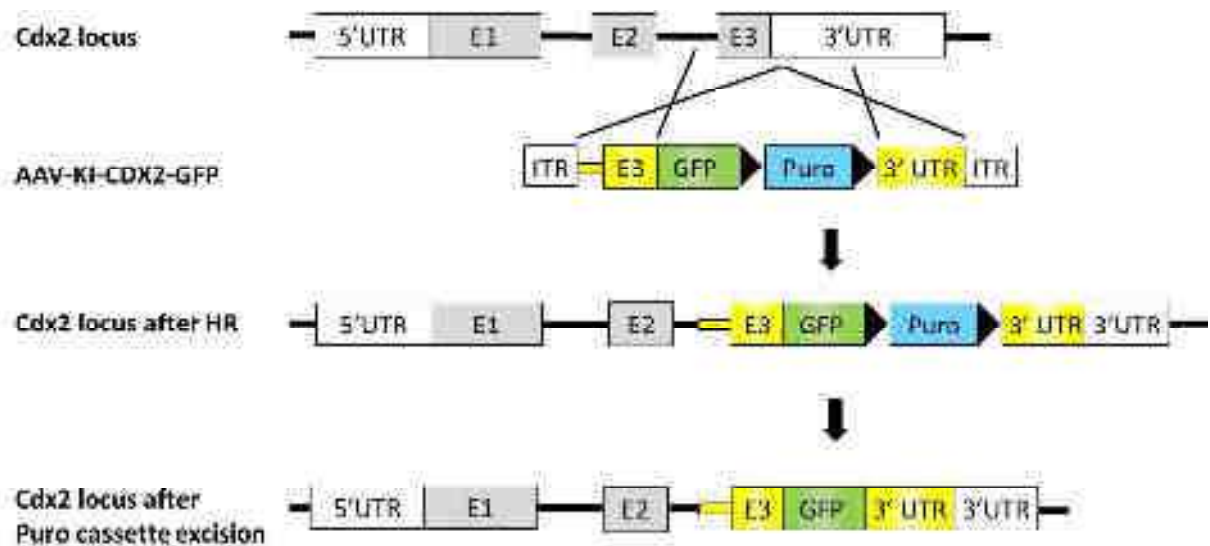 Cdx2 locus
5'UTR E1 E2 E3 3'UTR
AAV-KI-CDX2-GFP
ITR E3 GFP Puro 3' UTR ITR
Cdx2 locus after HR
5'UTR E1 E2 E3 GFP Puro 3' UTR 3'UTR
Cdx2 locus after
Puro cassette excision
5'UTR E1 E2 E3 GFP 3' UTR 3'UTR